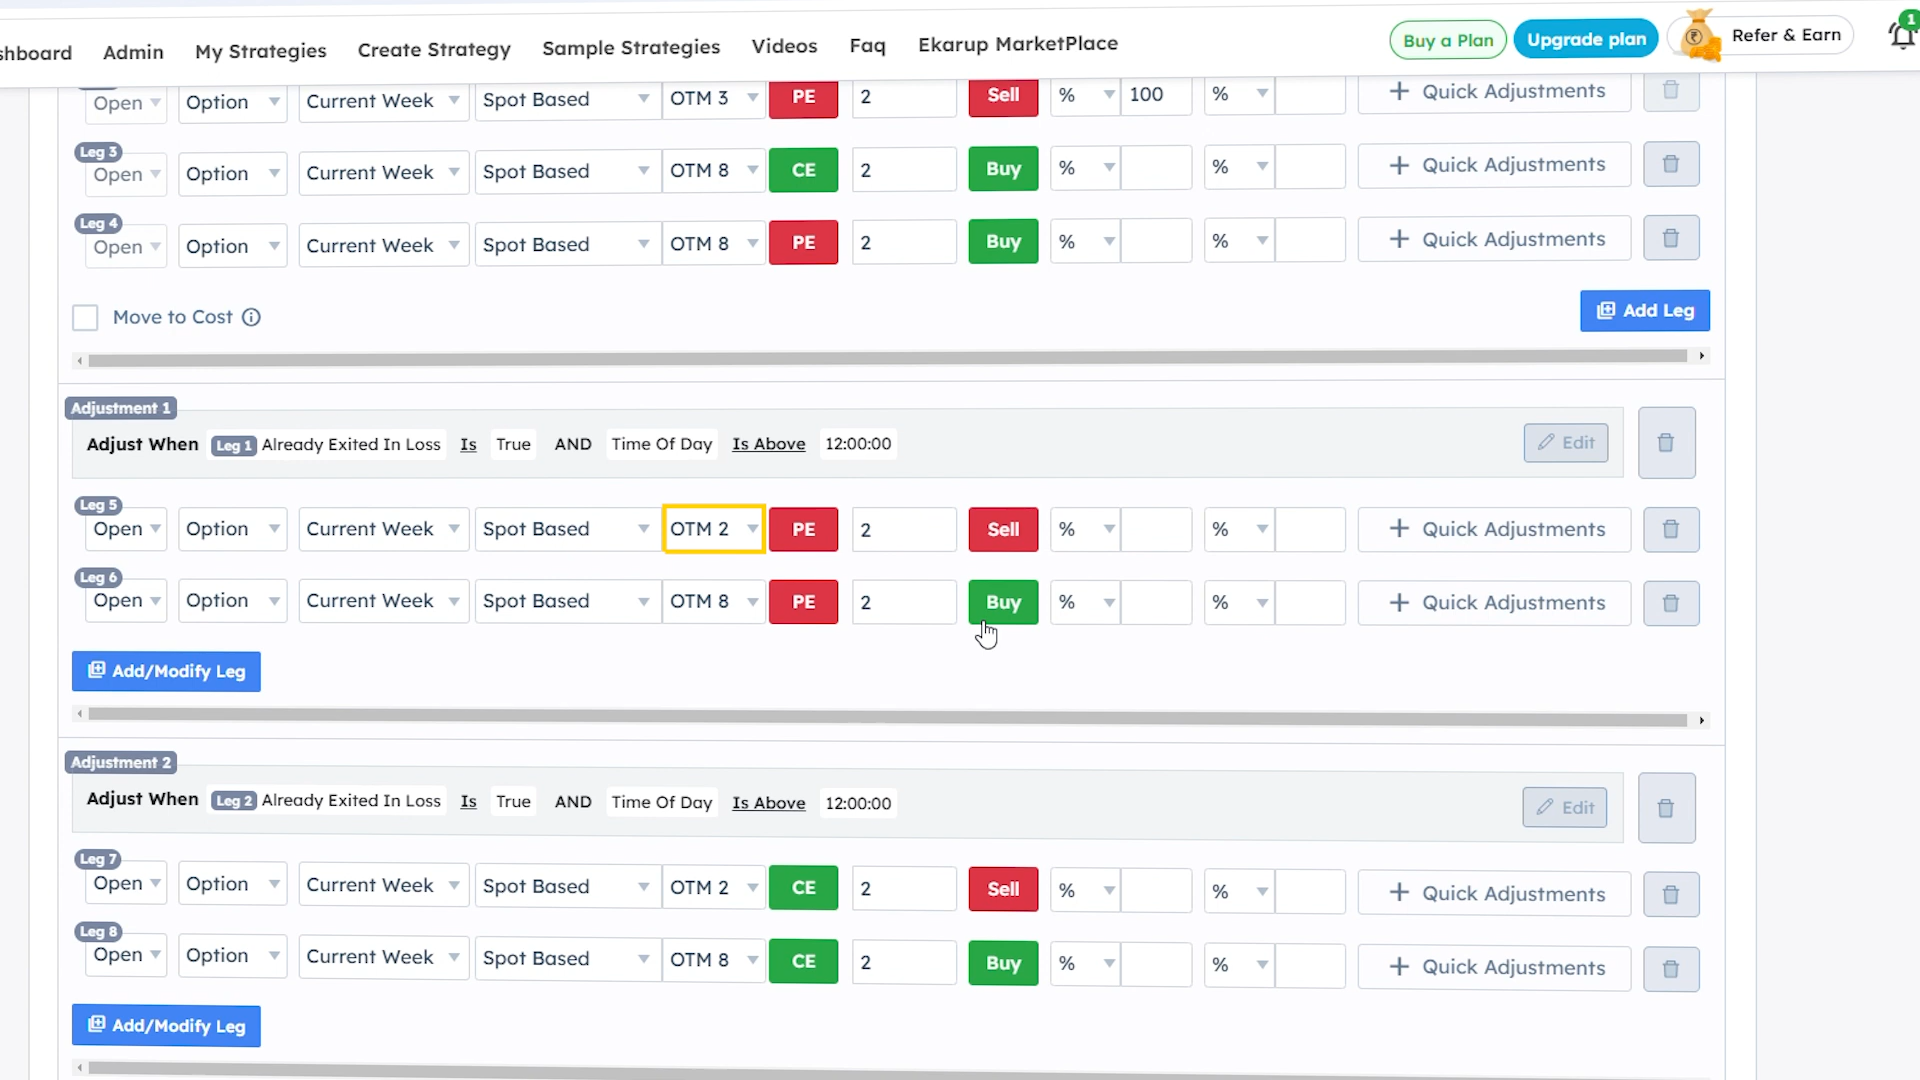 shboard Admin My Strategies Create Strategy Sample Strategies Videos Faq Ekarup MarketPlace Buy a Plan Upgrade plan Refer & Earn 1
Open Option Current Week Spot Based OTM 3 PE 2 Sell % 100 % + Quick Adjustments
Leg 3
Open Option Current Week Spot Based OTM 8 CE 2 Buy % % + Quick Adjustments
Leg 4
Open Option Current Week Spot Based OTM 8 PE 2 Buy % % + Quick Adjustments
Move to Cost Add Leg
Adjustment 1
Adjust When Leg 1 Already Exited In Loss Is True AND Time Of Day Is Above 12:00:00 Edit
Leg 5
Open Option Current Week Spot Based OTM 2 PE 2 Sell % % + Quick Adjustments
Leg 6
Open Option Current Week Spot Based OTM 8 PE 2 Buy % % + Quick Adjustments
Add/Modify Leg
Adjustment 2
Adjust When Leg 2 Already Exited In Loss Is True AND Time Of Day Is Above 12:00:00 Edit
Leg 7
Open Option Current Week Spot Based OTM 2 CE 2 Sell % % + Quick Adjustments
Leg 8
Open Option Current Week Spot Based OTM 8 CE 2 Buy % % + Quick Adjustments
Add/Modify Leg